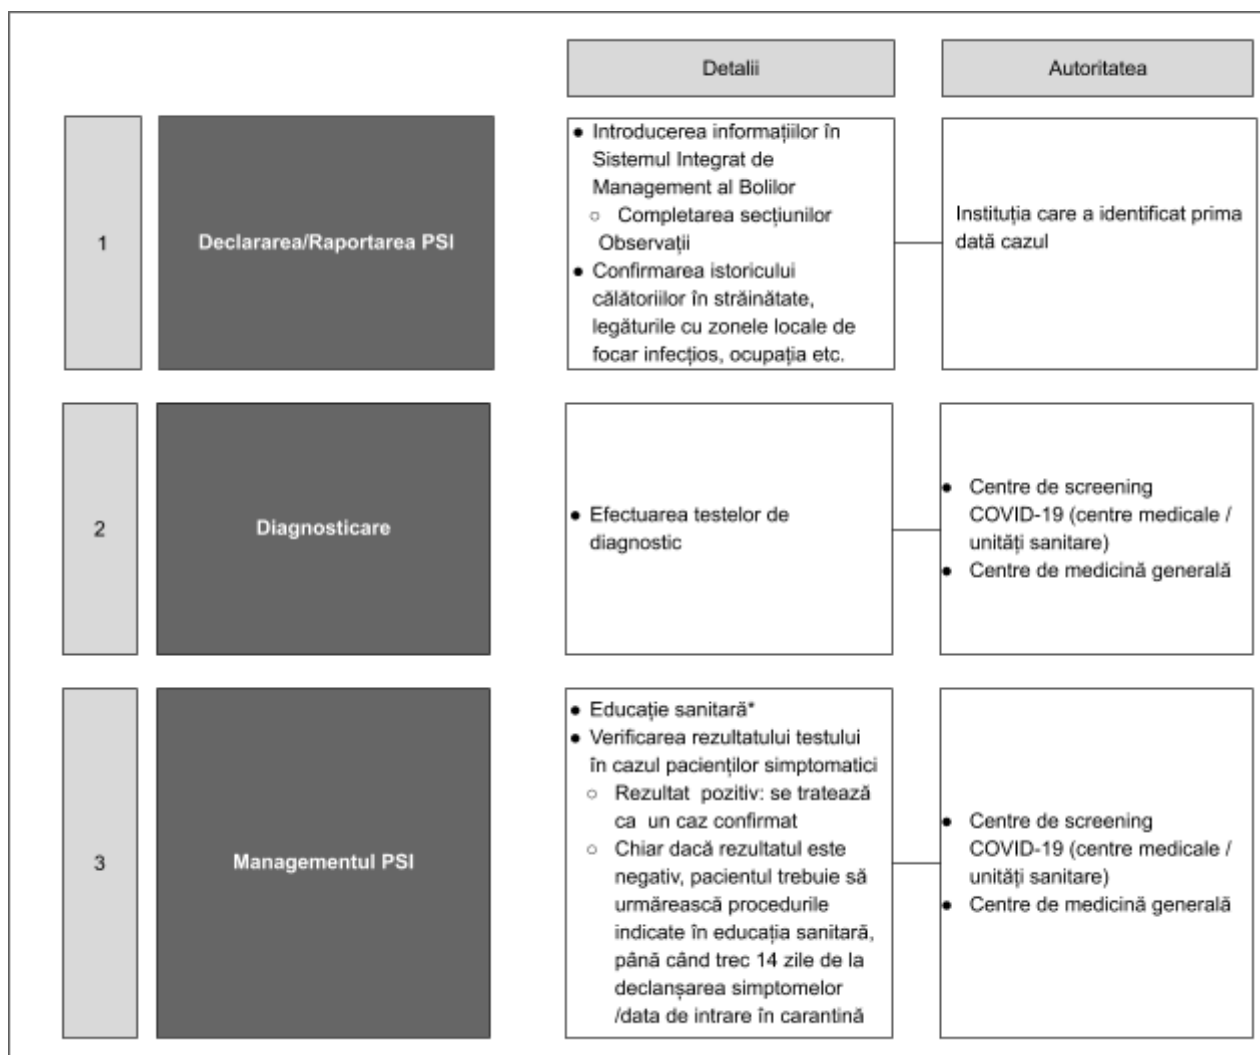 Detalii
Autoritatea
1
Declararea/Raportarea PSI
● Introducerea informațiilor în
Sistemul Integrat de
Management al Bolilor
○ Completarea secțiunilor
Observații
● Confirmarea istoricului
călătoriilor în străinătate,
legăturile cu zonele locale de
focar infecțios, ocupația etc.
Instituția care a identificat prima
dată cazul
2
Diagnosticare
● Efectuarea testelor de
diagnostic
● Centre de screening
COVID-19 (centre medicale /
unități sanitare)
● Centre de medicină generală
3
Managementul PSI
● Educație sanitară*
● Verificarea rezultatului testului
în cazul pacienților simptomatici
○ Rezultat pozitiv: se tratează
ca un caz confirmat
○ Chiar dacă rezultatul este
negativ, pacientul trebuie să
urmărească procedurile
indicate în educația sanitară,
până când trec 14 zile de la
declanșarea simptomelor
/data de intrare în carantină
● Centre de screening
COVID-19 (centre medicale /
unități sanitare)
● Centre de medicină generală